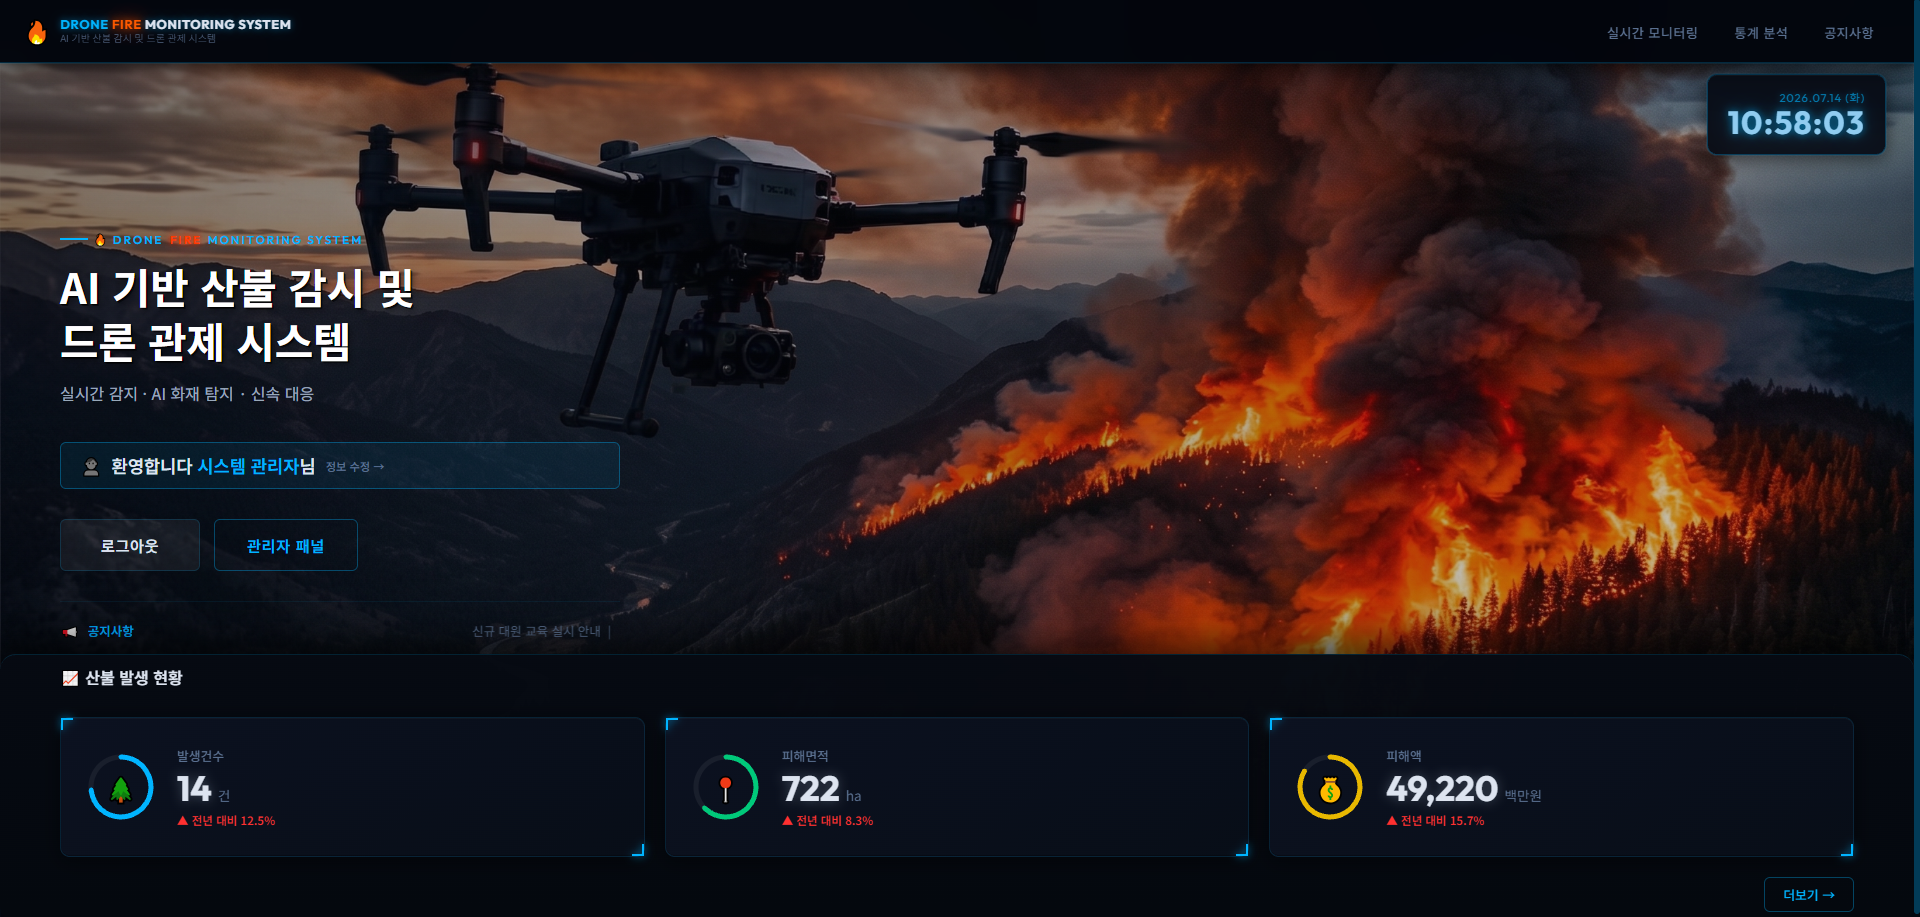 DRONE FIRE MONITORING SYSTEM
AI 기반 산불 감시 및 드론 관제 시스템
실시간 모니터링
통계 분석
공지사항
2026.07.14 (화)
10:58:03
DRONE FIRE MONITORING SYSTEM
AI 기반 산불 감시 및
드론 관제 시스템
실시간 감지 · AI 화재 탐지 · 신속 대응
환영합니다 시스템 관리자님 정보 수정 →
로그아웃
관리자 패널
공지사항
신규 대원 교육 실시 안내 |
산불 발생 현황
발생건수
14 건
▲ 전년 대비 12.5%
피해면적
722 ha
▲ 전년 대비 8.3%
피해액
49,220 백만원
▲ 전년 대비 15.7%
더보기 →